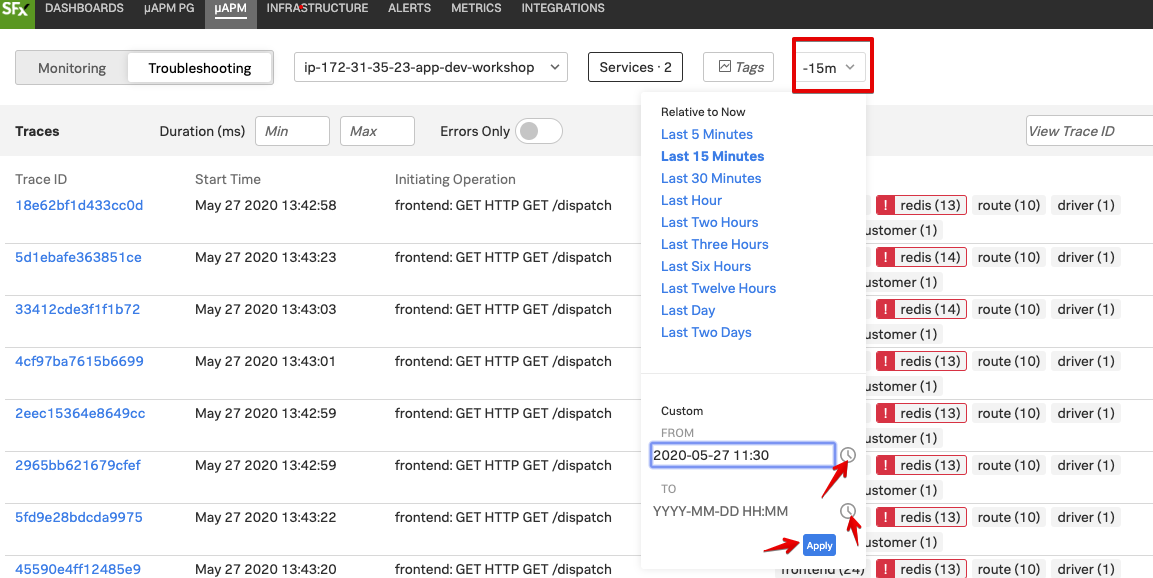 SFx DASHBOARDS µAPM PG µAPM INFRASTRUCTURE ALERTS METRICS INTEGRATIONS
Monitoring Troubleshooting ip-172-31-35-23-app-dev-workshop Services · 2 Tags -15m
Traces Duration (ms) Min Max Errors Only View Trace ID
Trace ID Start Time Initiating Operation
18e62bf1d433cc0d May 27 2020 13:42:58 frontend: GET HTTP GET /dispatch ! redis (13) route (10) driver (1)
ustomer (1)
5d1ebafe363851ce May 27 2020 13:43:23 frontend: GET HTTP GET /dispatch ! redis (14) route (10) driver (1)
ustomer (1)
33412cde3f1f1b72 May 27 2020 13:43:03 frontend: GET HTTP GET /dispatch ! redis (14) route (10) driver (1)
ustomer (1)
4cf97ba7615b6699 May 27 2020 13:43:01 frontend: GET HTTP GET /dispatch ! redis (13) route (10) driver (1)
ustomer (1)
2eec15364e8649cc May 27 2020 13:42:59 frontend: GET HTTP GET /dispatch ! redis (13) route (10) driver (1)
ustomer (1)
2965bb621679cfef May 27 2020 13:42:59 frontend: GET HTTP GET /dispatch ! redis (13) route (10) driver (1)
ustomer (1)
5fd9e28bdcda9975 May 27 2020 13:43:22 frontend: GET HTTP GET /dispatch ! redis (13) route (10) driver (1)
ustomer (1)
45590e4ff12485e9 May 27 2020 13:43:20 frontend: GET HTTP GET /dispatch frontend (24) ! redis (13) route (10) driver (1)
Relative to Now
Last 5 Minutes
Last 15 Minutes
Last 30 Minutes
Last Hour
Last Two Hours
Last Three Hours
Last Six Hours
Last Twelve Hours
Last Day
Last Two Days
Custom
FROM
2020-05-27 11:30
TO
YYYY-MM-DD HH:MM
Apply